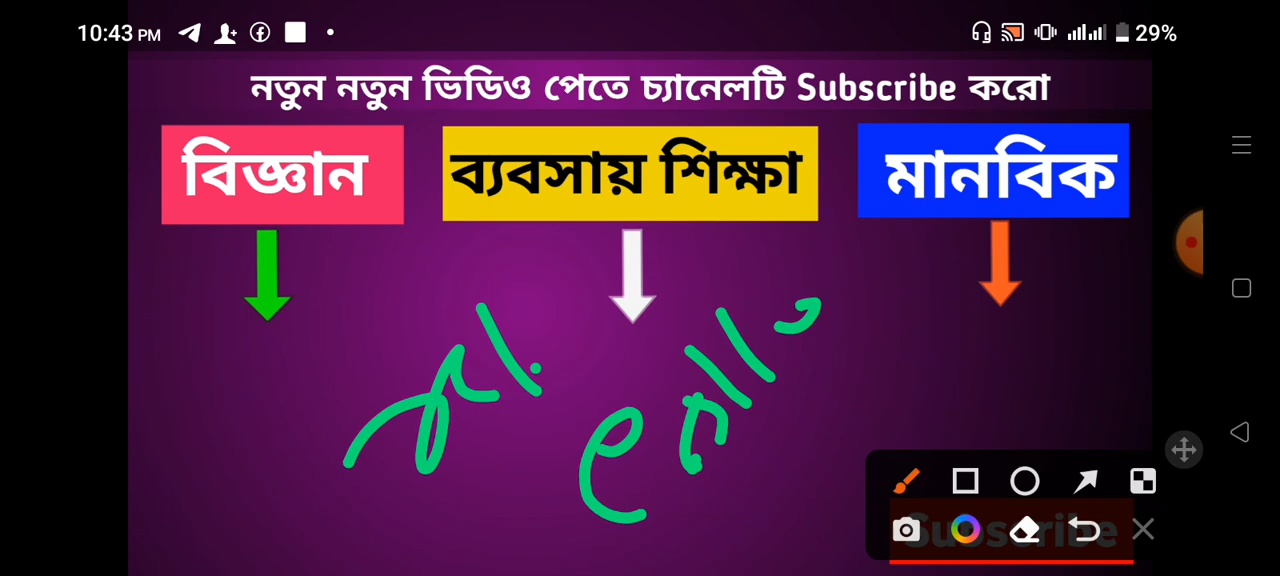 10:43 PM 29%
নতুন নতুন ভিডিও পেতে চ্যানেলটি Subscribe করো
বিজ্ঞান ব্যবসায় শিক্ষা মানবিক
Subscribe